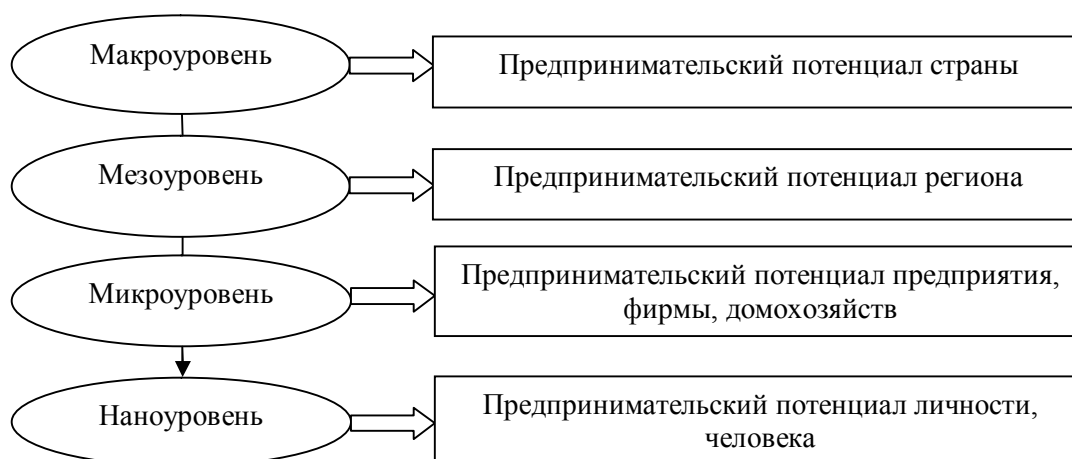 Макроуровень
Предпринимательский потенциал страны
Мезоуровень
Предпринимательский потенциал региона
Микроуровень
Предпринимательский потенциал предприятия,
фирмы, домохозяйств
Наноуровень
Предпринимательский потенциал личности,
человека